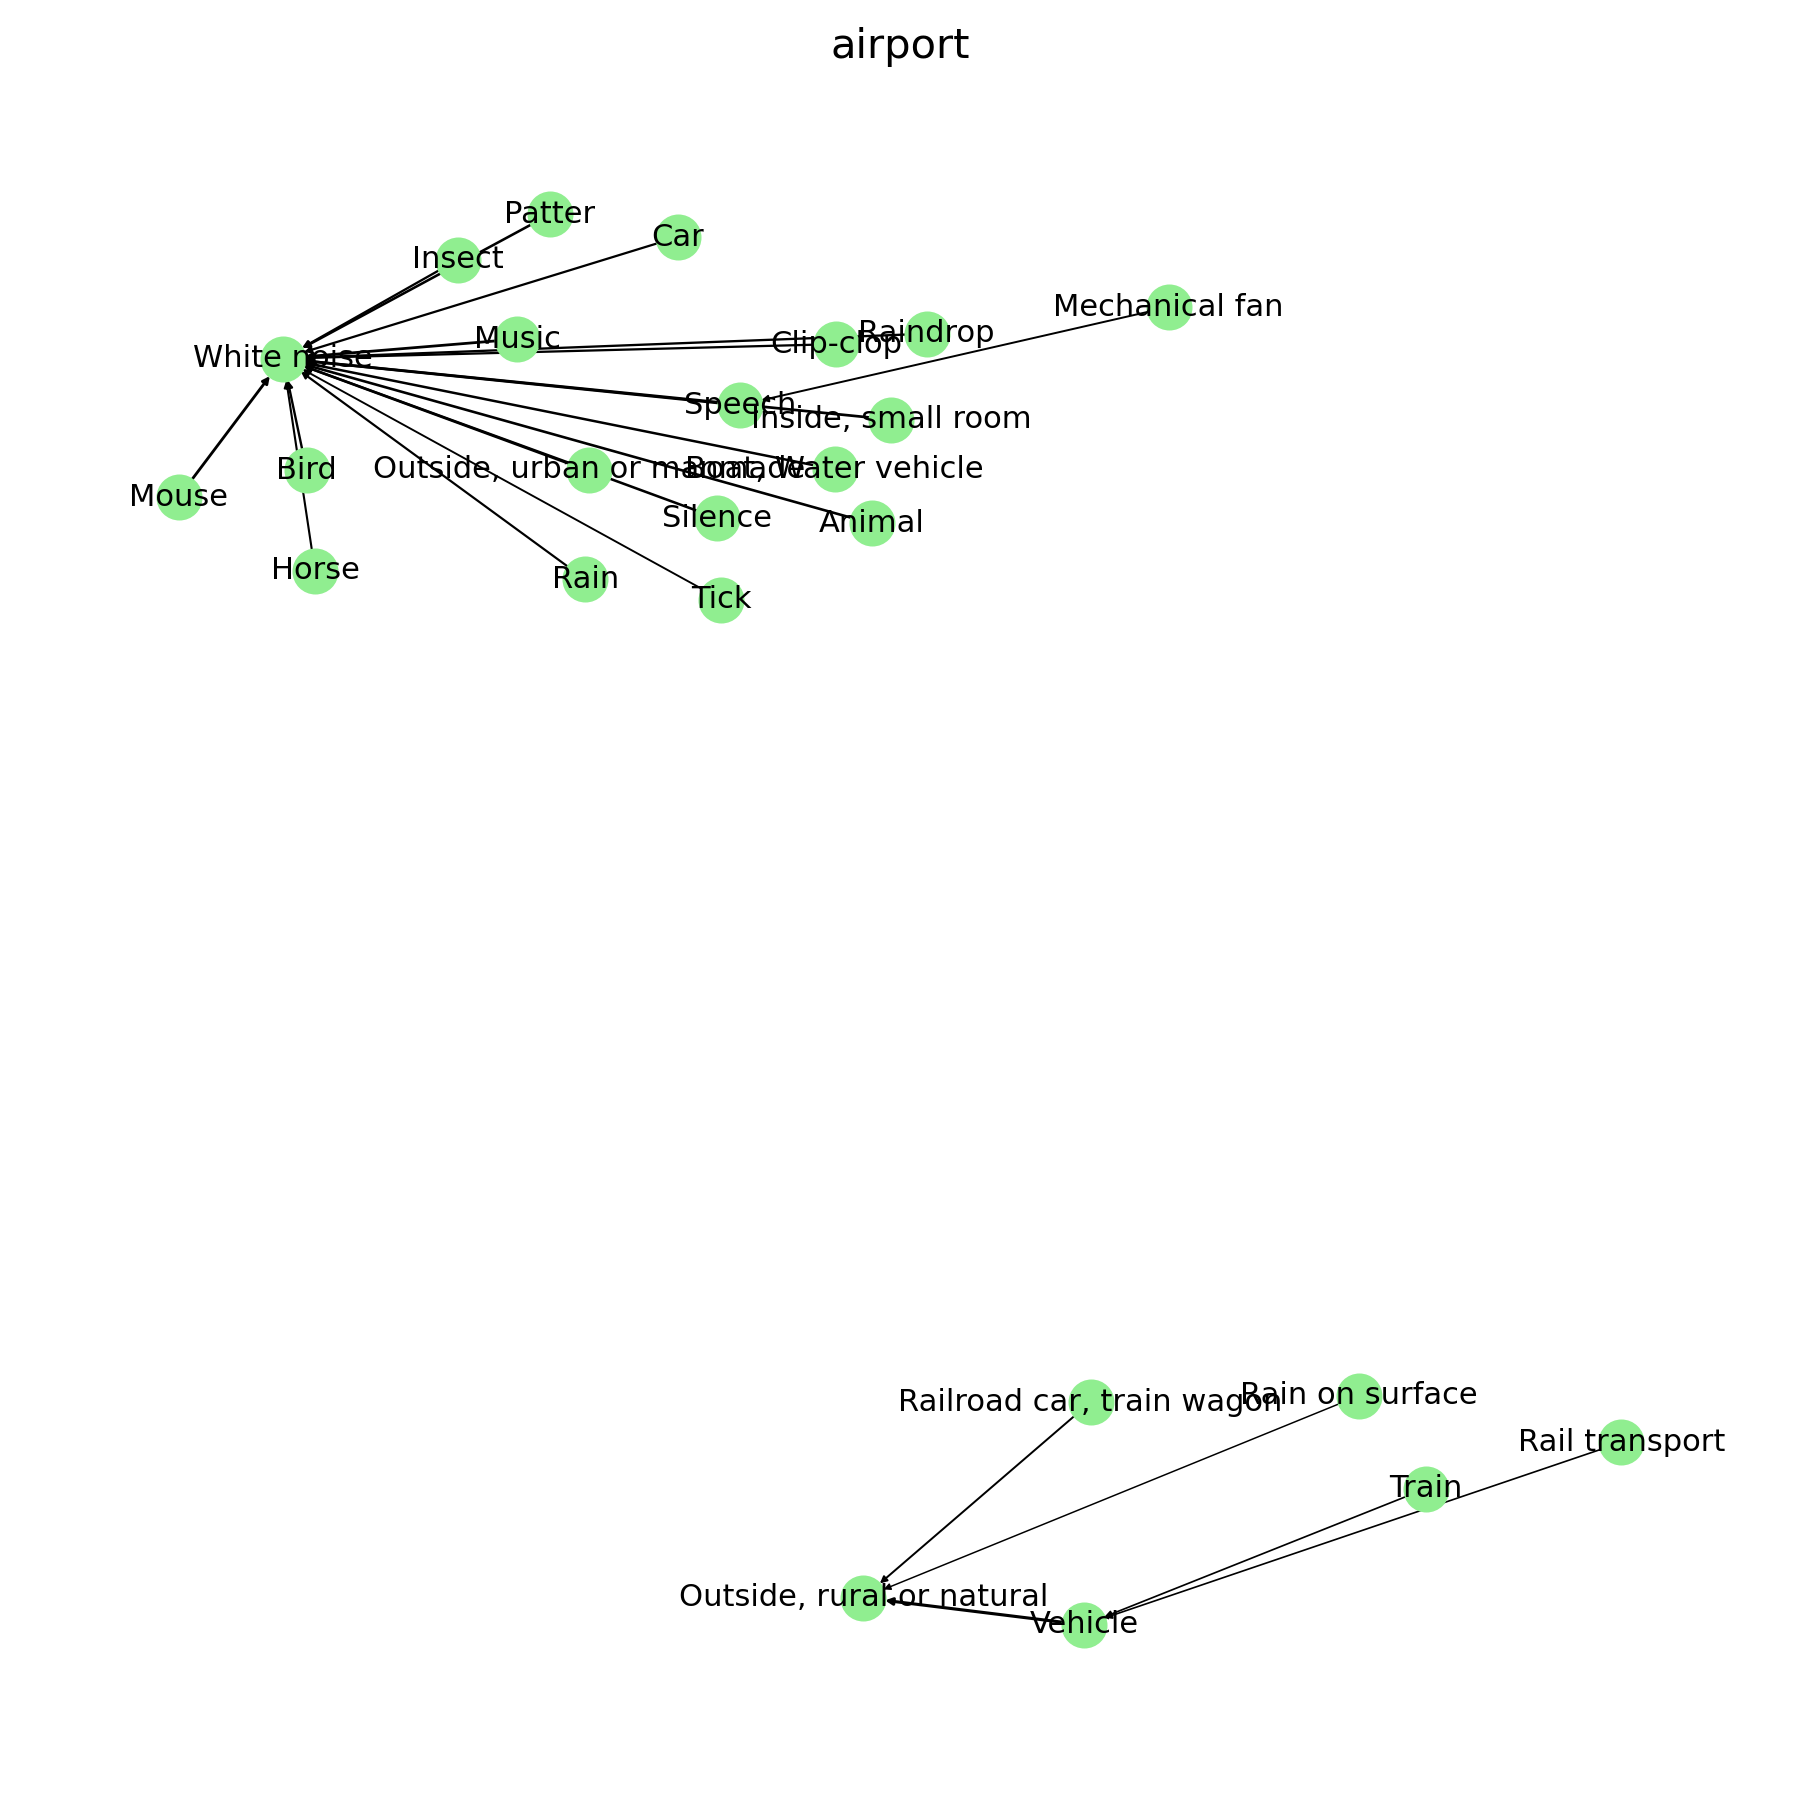 airport
Patter
Car
Insect
Mechanical fan
Raindrop
Music
Clip-clop
White noise
Speech
Inside, small room
Outside, urban or manmade
Boat, Water vehicle
Bird
Mouse
Silence
Animal
Horse
Rain
Tick
Rain on surface
Railroad car, train wagon
Rail transport
Train
Outside, rural or natural
Vehicle